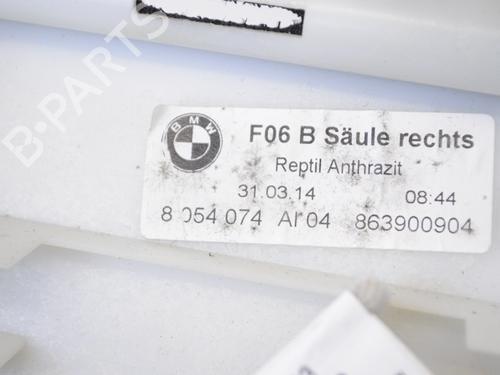 B-PARTS
BMW
F06 B Säule rechts
Reptil Anthrazit
31.03.14 08:44
8 054 074 AI 04 863900904